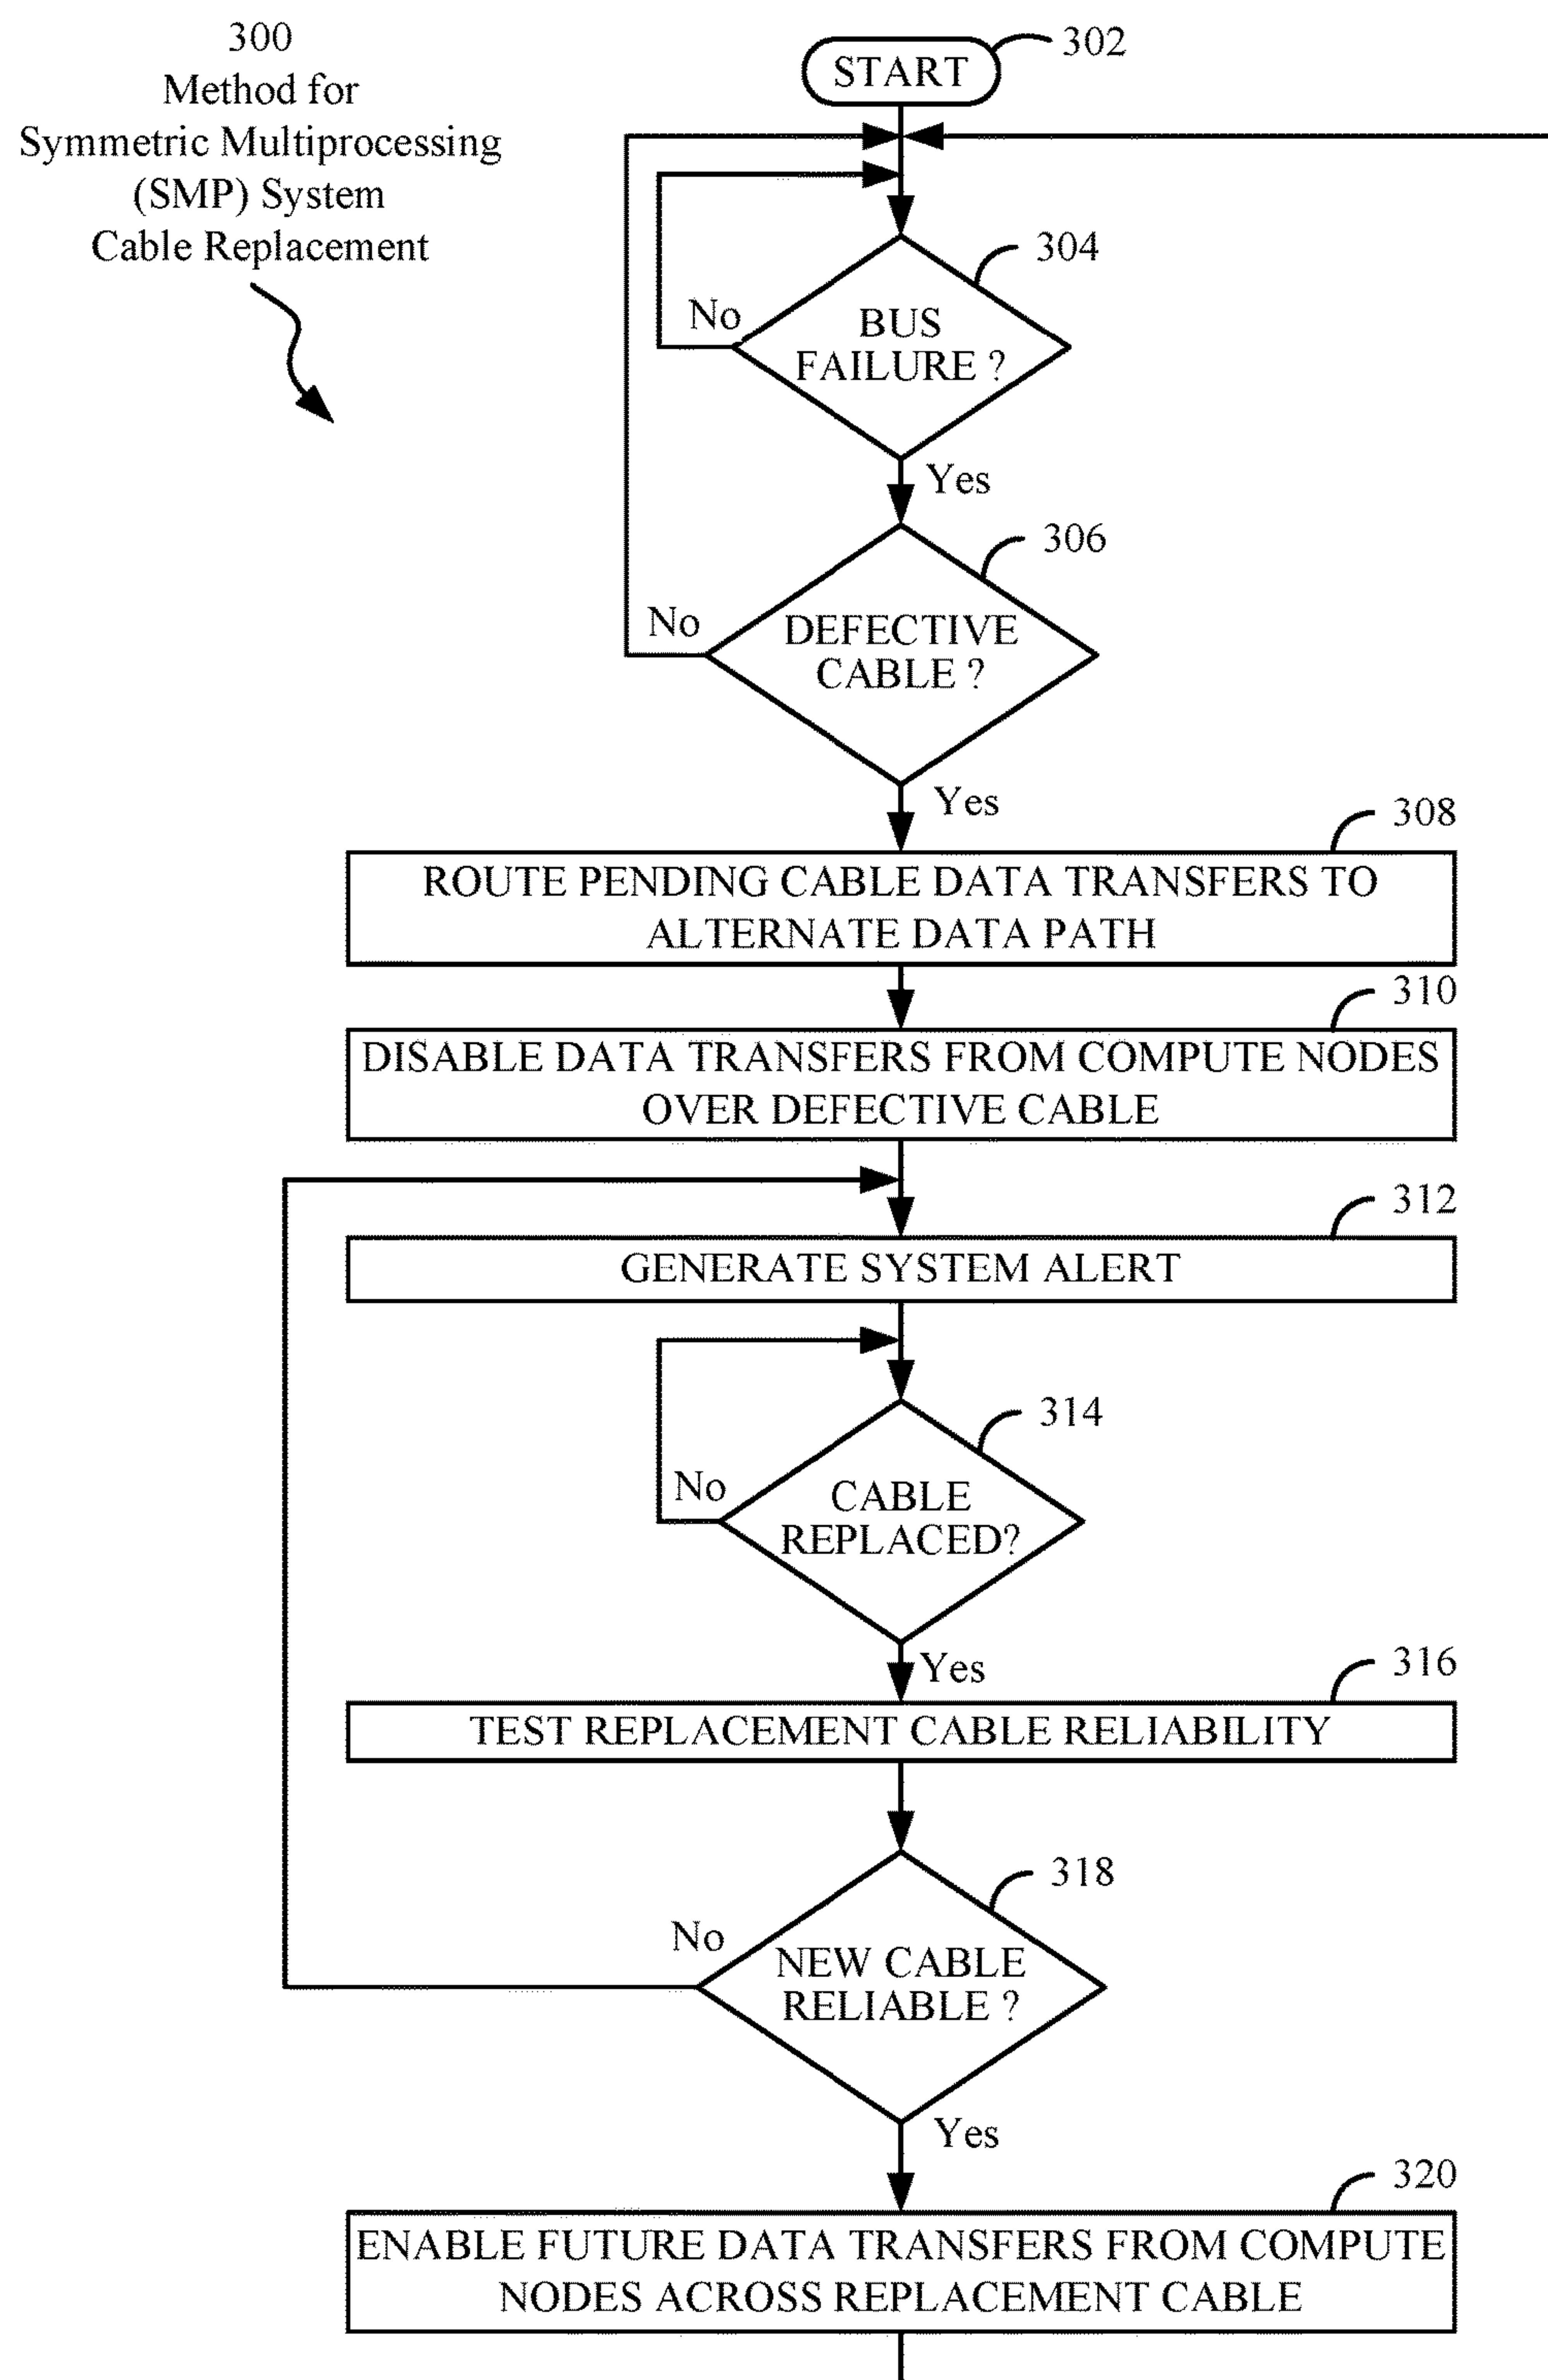 300
Method for
Symmetric Multiprocessing
(SMP) System
Cable Replacement
START
302
304
BUS
FAILURE ?
No
Yes
306
DEFECTIVE
CABLE ?
No
Yes
308
ROUTE PENDING CABLE DATA TRANSFERS TO
ALTERNATE DATA PATH
310
DISABLE DATA TRANSFERS FROM COMPUTE NODES
OVER DEFECTIVE CABLE
312
GENERATE SYSTEM ALERT
314
CABLE
REPLACED?
No
Yes
316
TEST REPLACEMENT CABLE RELIABILITY
318
No
NEW CABLE
RELIABLE ?
Yes
320
ENABLE FUTURE DATA TRANSFERS FROM COMPUTE
NODES ACROSS REPLACEMENT CABLE